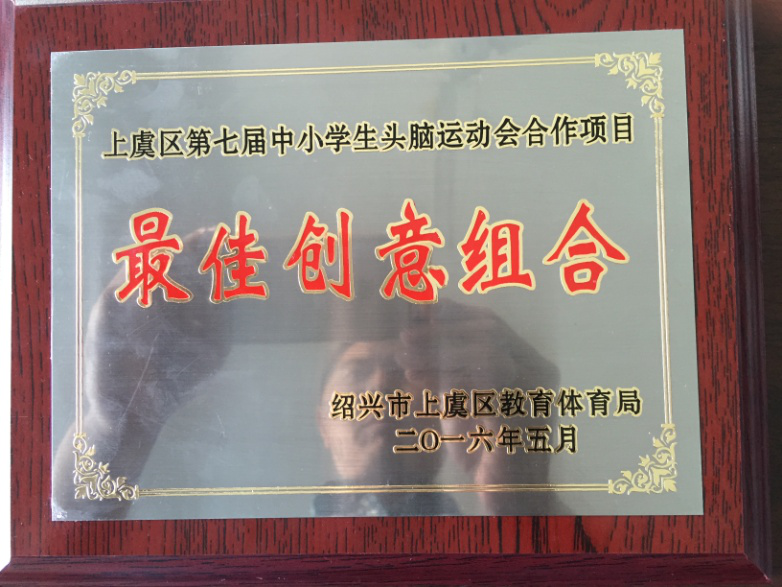 上虞区第七届中小学生头脑运动会合作项目
最佳创意组合
绍兴市上虞区教育体育局
二〇一六年五月